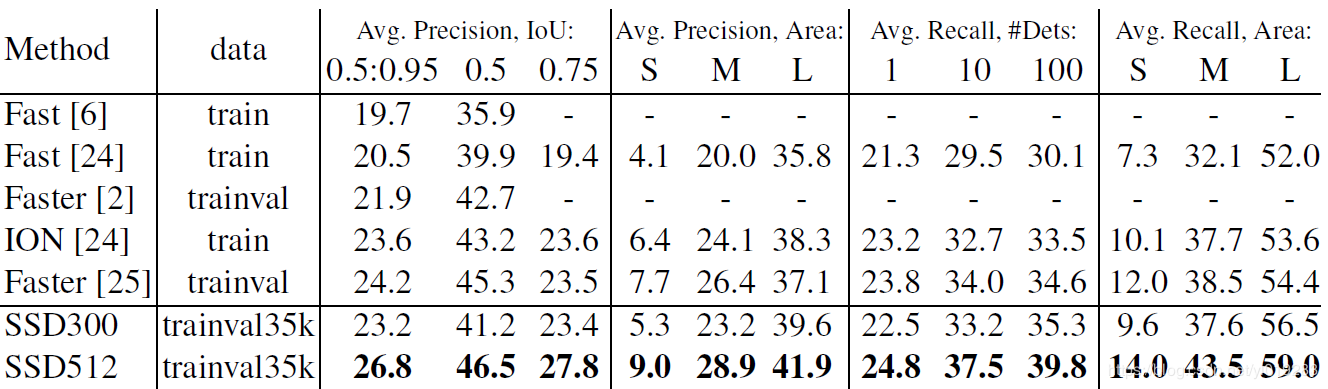 Method data Avg. Precision, IoU: Avg. Precision, Area: Avg. Recall, #Dets: Avg. Recall, Area:
0.5:0.95 0.5 0.75 S M L 1 10 100 S M L
Fast [6] train 19.7 35.9 - - - - - - - - - -
Fast [24] train 20.5 39.9 19.4 4.1 20.0 35.8 21.3 29.5 30.1 7.3 32.1 52.0
Faster [2] trainval 21.9 42.7 - - - - - - - - - -
ION [24] train 23.6 43.2 23.6 6.4 24.1 38.3 23.2 32.7 33.5 10.1 37.7 53.6
Faster [25] trainval 24.2 45.3 23.5 7.7 26.4 37.1 23.8 34.0 34.6 12.0 38.5 54.4
SSD300 trainval35k 23.2 41.2 23.4 5.3 23.2 39.6 22.5 33.2 35.3 9.6 37.6 56.5
SSD512 trainval35k 26.8 46.5 27.8 9.0 28.9 41.9 24.8 37.5 39.8 14.0 43.5 59.0